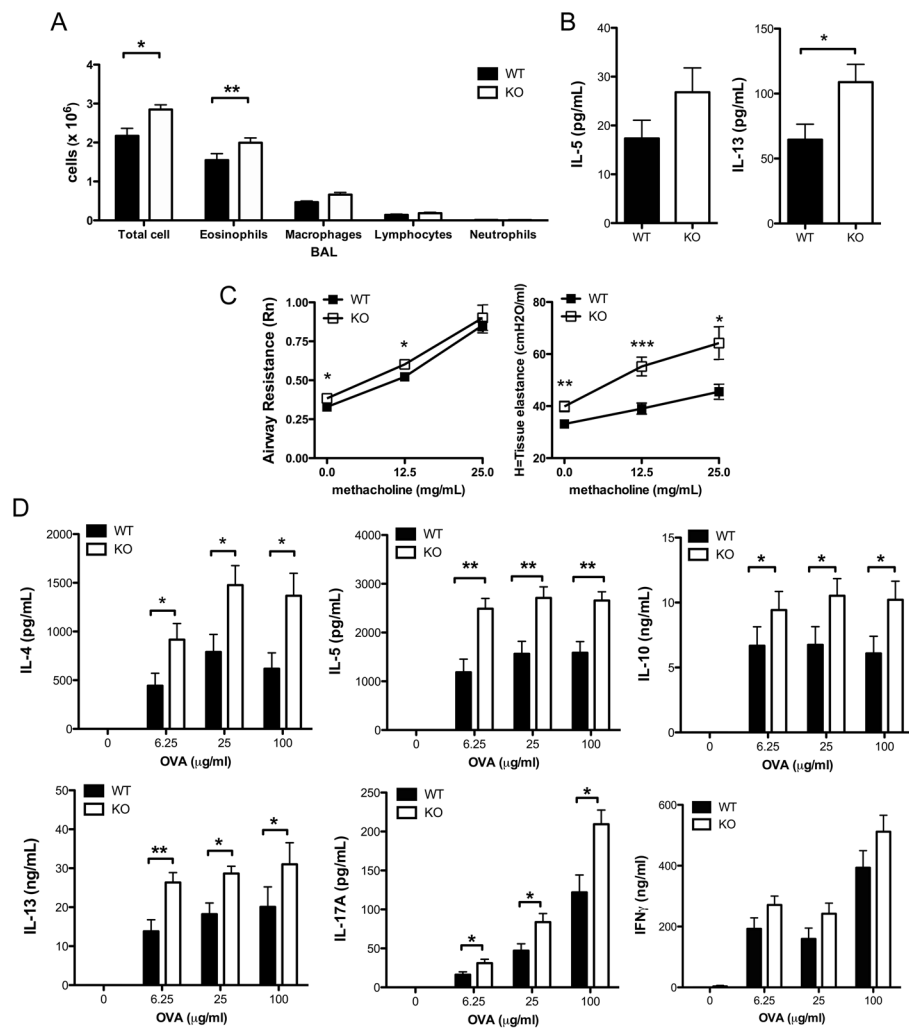 A
cells (x 10⁶)
4
3
2
1
0
*
**
WT
KO
Total cell
Eosinophils
Macrophages
Lymphocytes
Neutrophils
BAL
B
IL-5 (pg/mL)
40
30
20
10
0
WT
KO
IL-13 (pg/mL)
150
100
50
0
*
WT
KO
C
Airway Resistance (Rn)
1.00
0.75
0.50
0.25
0.00
WT
KO
*
*
0.0
12.5
25.0
methacholine (mg/mL)
H=Tissue elastance (cmH2O/ml)
80
60
40
20
WT
KO
**
***
*
0.0
12.5
25.0
methacholine (mg/mL)
D
IL-4 (pg/mL)
2000
1500
1000
500
0
WT
KO
*
*
*
0
6.25
25
100
OVA (µg/ml)
IL-5 (pg/mL)
5000
4000
3000
2000
1000
0
WT
KO
**
**
**
0
6.25
25
100
OVA (µg/ml)
IL-10 (ng/mL)
15
10
5
0
WT
KO
*
*
*
0
6.25
25
100
OVA (µg/ml)
IL-13 (ng/mL)
50
40
30
20
10
0
WT
KO
**
*
*
0
6.25
25
100
OVA (µg/ml)
IL-17A (pg/mL)
250
200
150
100
50
0
WT
KO
*
*
*
0
6.25
25
100
OVA (µg/ml)
IFNγ (ng/ml)
600
400
200
0
WT
KO
0
6.25
25
100
OVA (µg/ml)